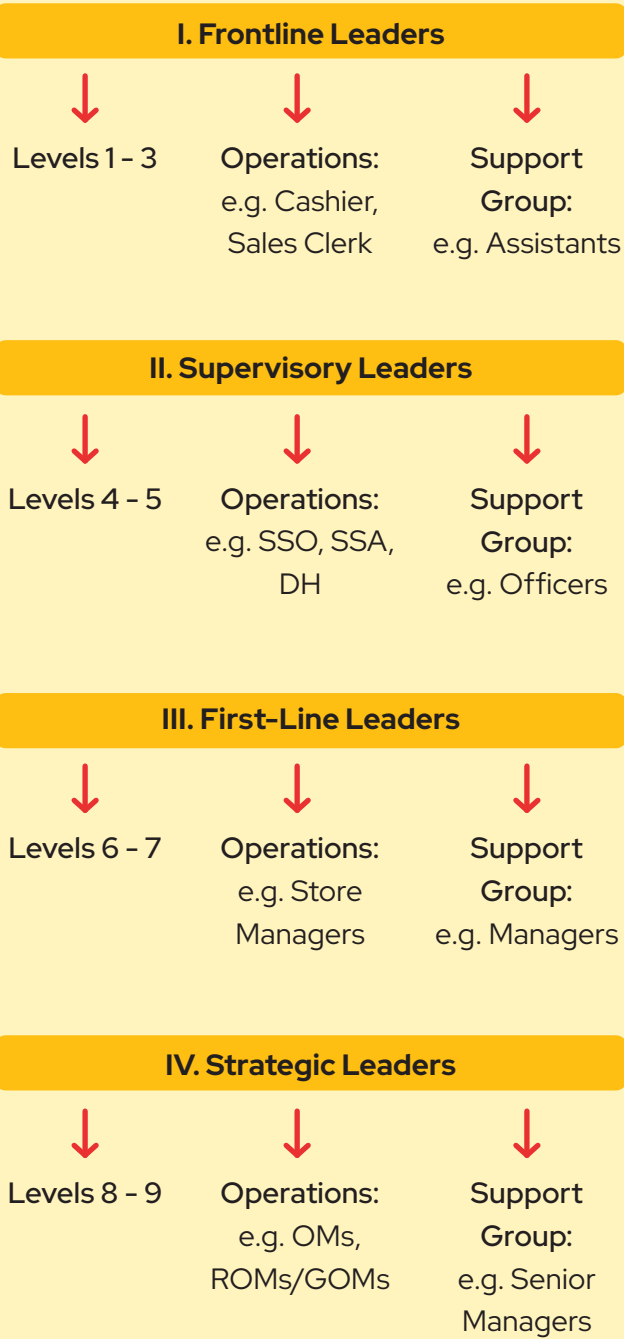 I. Frontline Leaders
Levels 1 - 3
Operations:
e.g. Cashier,
Sales Clerk
Support
Group:
e.g. Assistants
II. Supervisory Leaders
Levels 4 - 5
Operations:
e.g. SSO, SSA,
DH
Support
Group:
e.g. Officers
III. First-Line Leaders
Levels 6 - 7
Operations:
e.g. Store
Managers
Support
Group:
e.g. Managers
IV. Strategic Leaders
Levels 8 - 9
Operations:
e.g. OMs,
ROMs/GOMs
Support
Group:
e.g. Senior
Managers